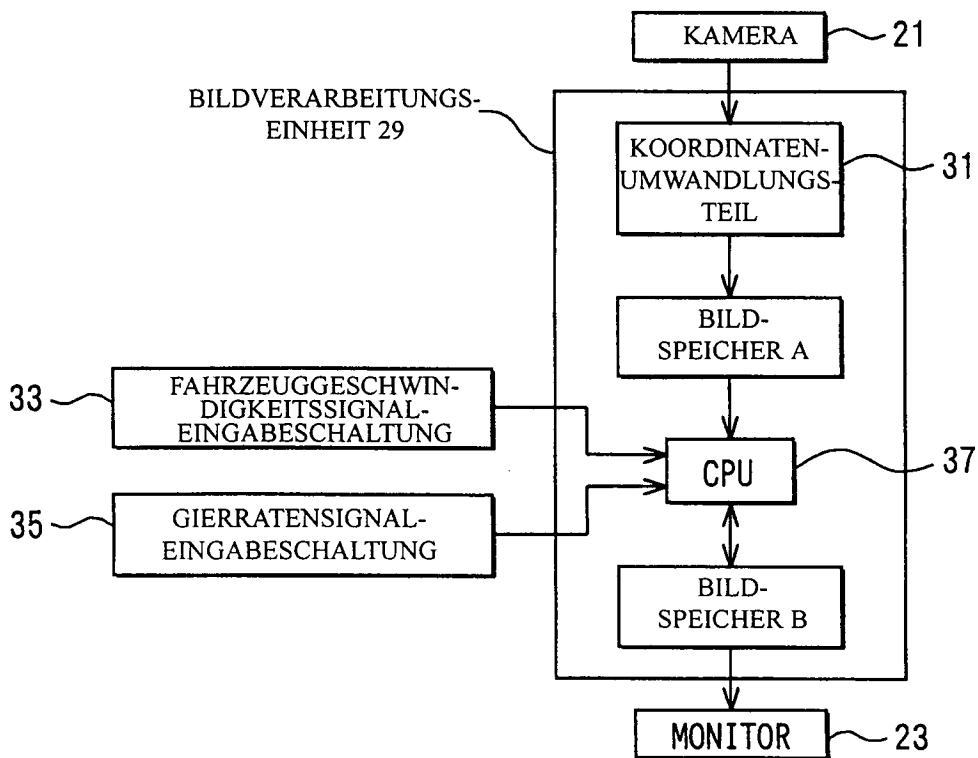 KAMERA
21
BILDVERARBEITUNGS-
EINHEIT 29
KOORDINATEN-
UMWANDLUNGS-
TEIL
31
BILD-
SPEICHER A
33
FAHRZEUGGESCHWIN-
DIGKEITSSIGNAL-
EINGABESCHALTUNG
CPU
37
35
GIERRATENSIGNAL-
EINGABESCHALTUNG
BILD-
SPEICHER B
MONITOR
23